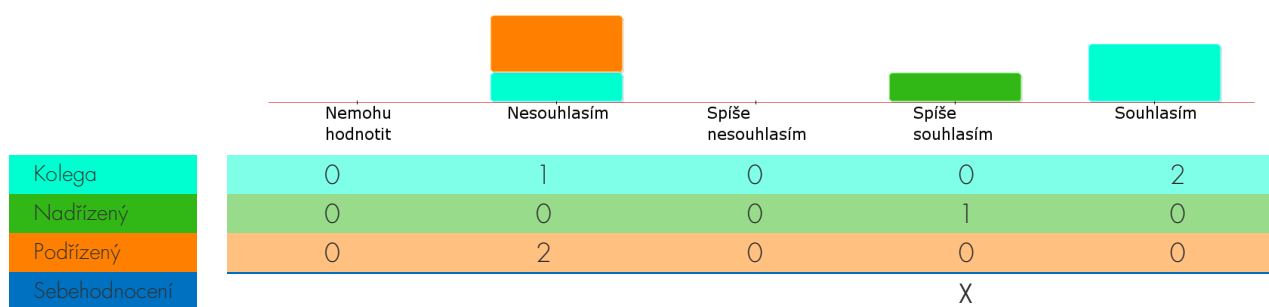 Nemohu hodnotit
Nesouhlasím
Spíše nesouhlasím
Spíše souhlasím
Souhlasím
Kolega 0 1 0 0 2
Nadřízený 0 0 0 1 0
Podřízený 0 2 0 0 0
Sebehodnocení X